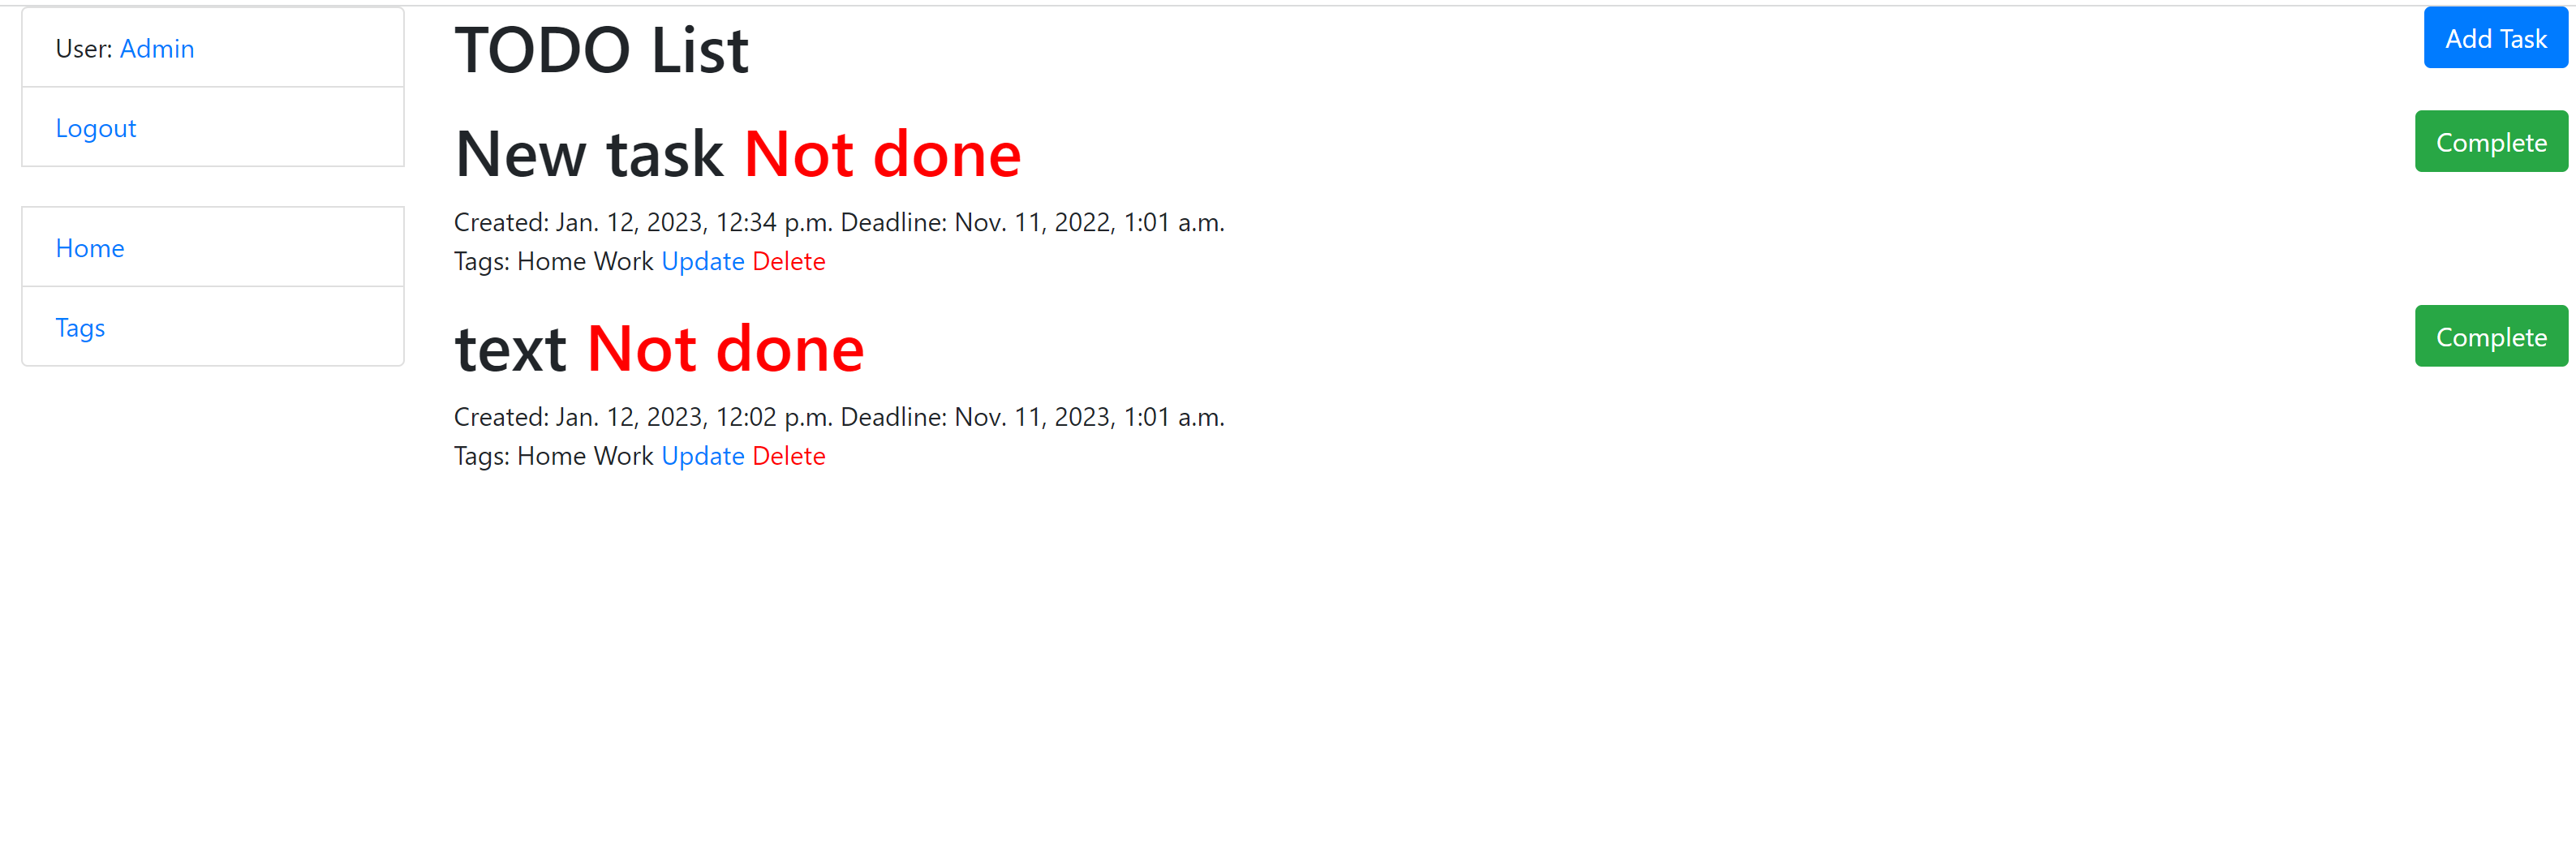 User: Admin
Logout
Home
Tags
TODO List
Add Task
New task Not done
Complete
Created: Jan. 12, 2023, 12:34 p.m. Deadline: Nov. 11, 2022, 1:01 a.m.
Tags: Home Work Update Delete
text Not done
Complete
Created: Jan. 12, 2023, 12:02 p.m. Deadline: Nov. 11, 2023, 1:01 a.m.
Tags: Home Work Update Delete